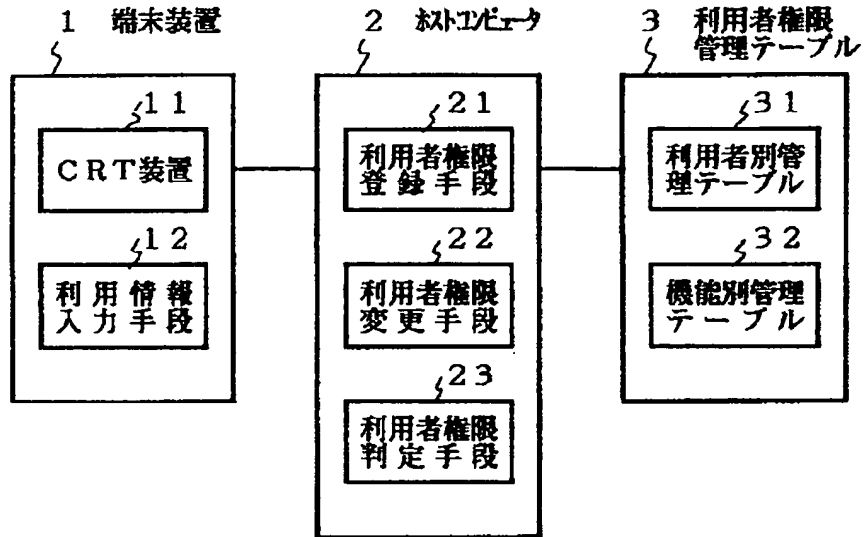 1 端末装置
11
CRT装置
12
利用情報
入力手段
2 ホストコンピュータ
21
利用者権限
登録手段
22
利用者権限
変更手段
23
利用者権限
判定手段
3 利用者権限
管理テーブル
31
利用者別管
理テーブル
32
機能別管理
テーブル